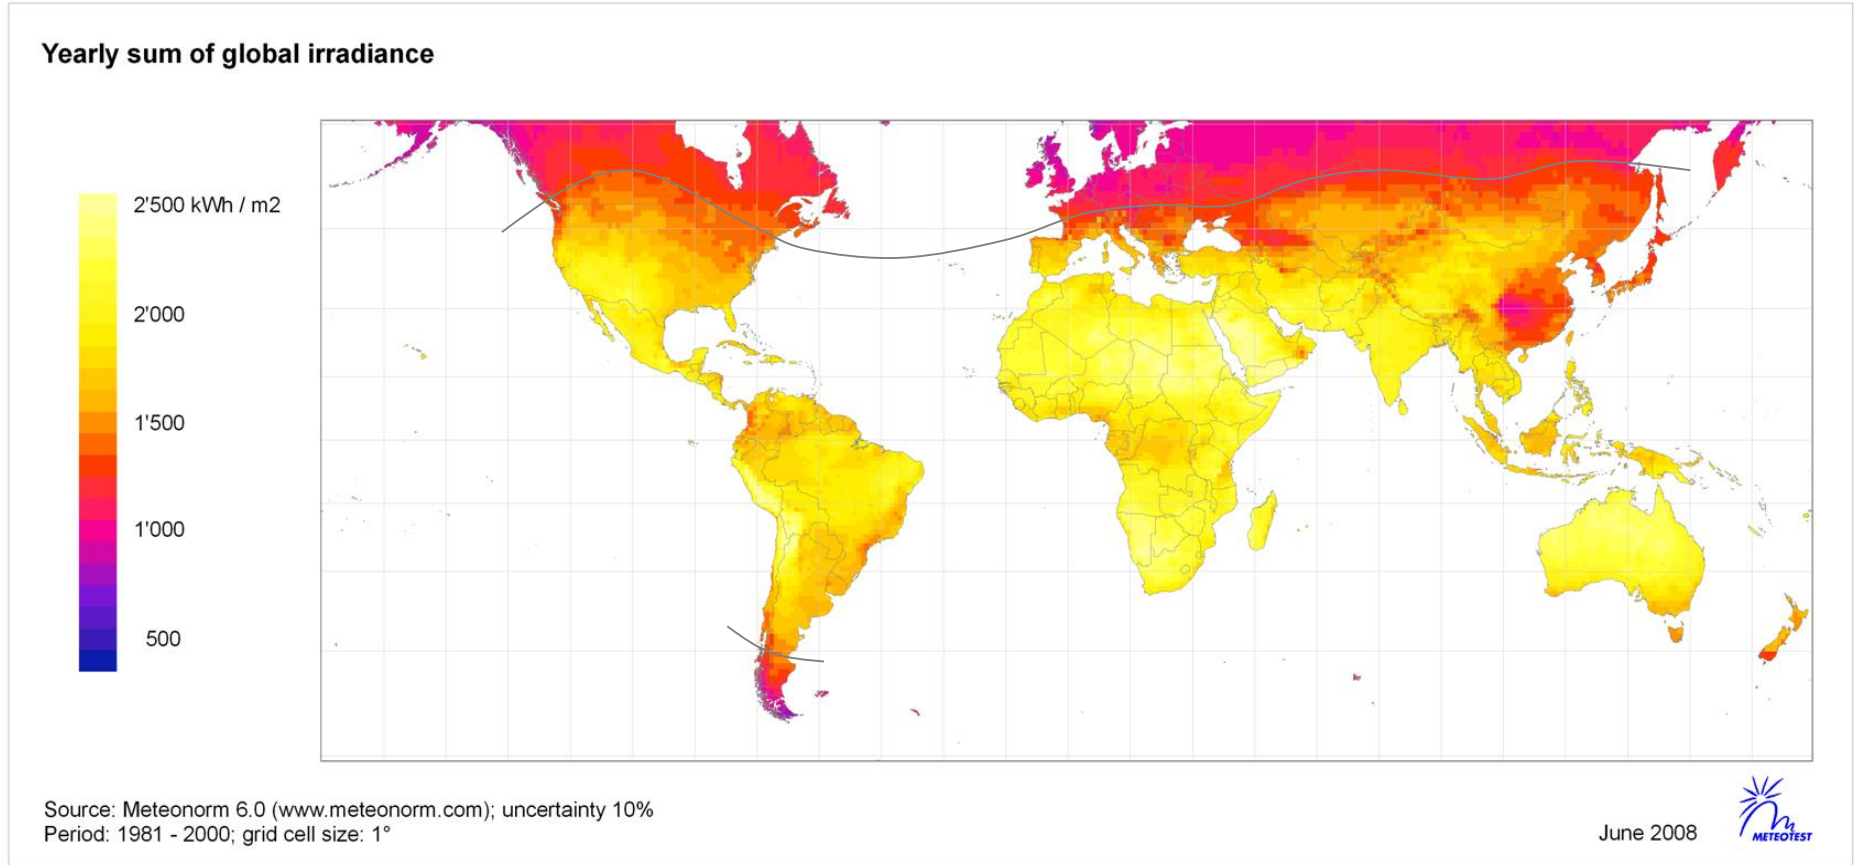 Yearly sum of global irradiance
2'500 kWh / m2
2'000
1'500
1'000
500
Source: Meteonorm 6.0 (www.meteonorm.com); uncertainty 10%
Period: 1981 - 2000; grid cell size: 1°
June 2008
METEOTEST